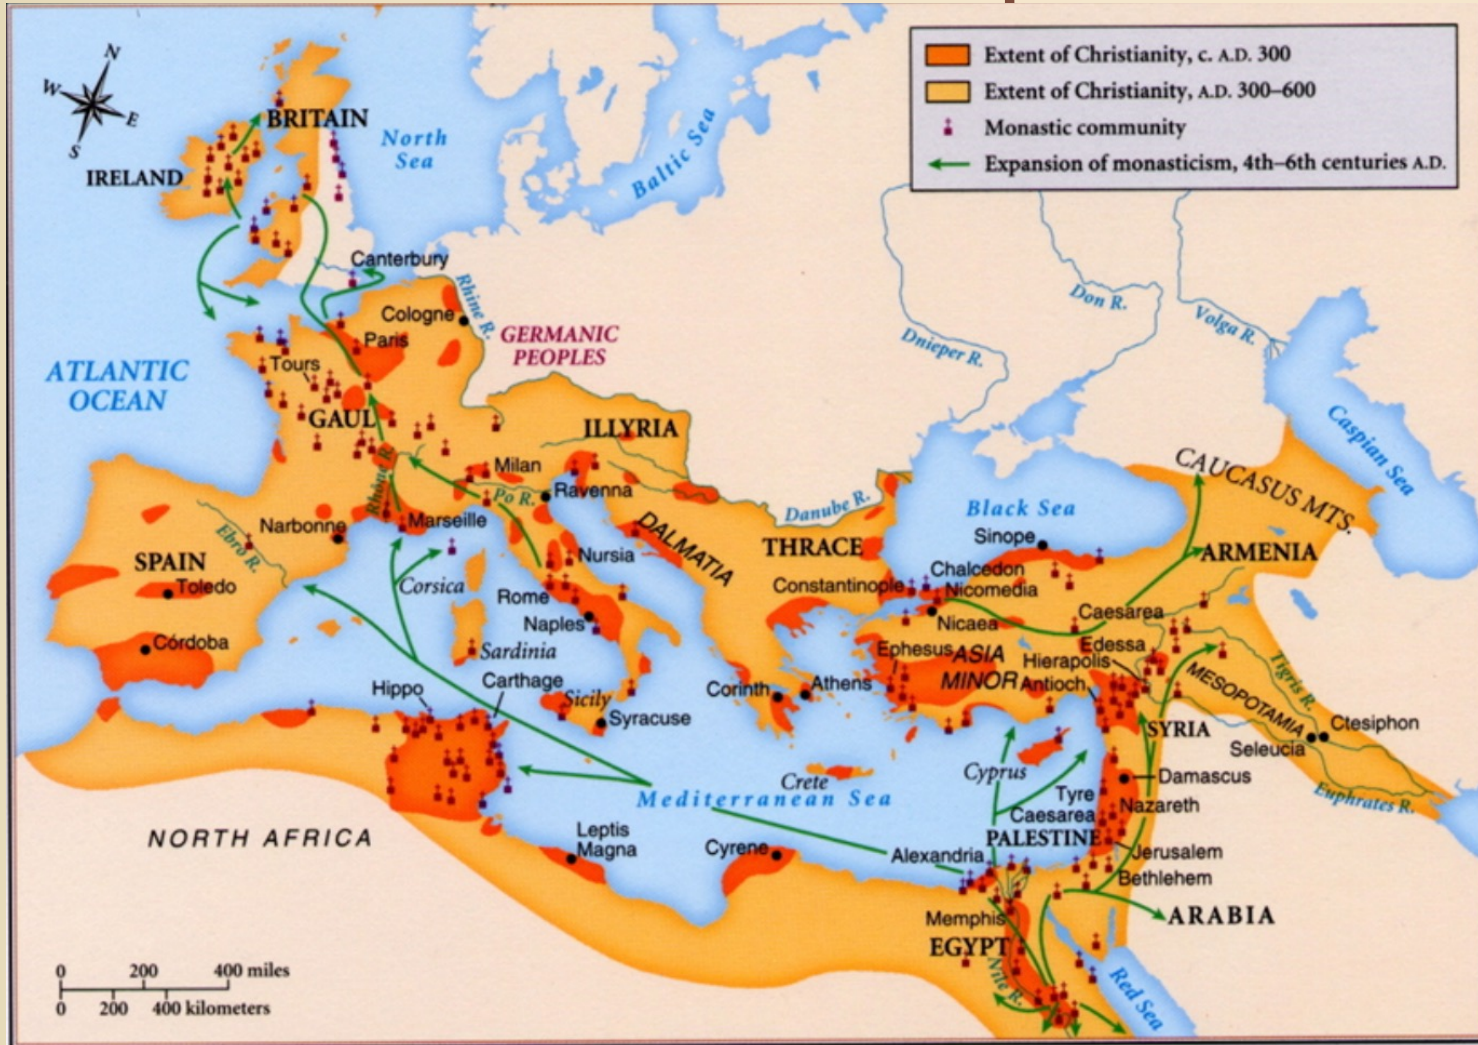 Extent of Christianity, c. A.D. 300
Extent of Christianity, A.D. 300–600
Monastic community
Expansion of monasticism, 4th–6th centuries A.D.
N
W
E
S
BRITAIN
North
Sea
Baltic Sea
IRELAND
Canterbury
Rhine R.
Cologne
GERMANIC
PEOPLES
Don R.
Volga R.
Dnieper R.
Paris
ATLANTIC
OCEAN
Tours
GAUL
ILLYRIA
Caspian Sea
CAUCASUS MTS.
Milan
Rhône R.
Po R.
Ravenna
Danube R.
Black Sea
Narbonne
Marseille
Ebro R.
SPAIN
Toledo
Córdoba
Corsica
Nursia
DALMATIA
THRACE
Sinope
ARMENIA
Constantinople
Chalcedon
Nicomedia
Nicaea
Caesarea
Rome
Naples
Sardinia
Ephesus
ASIA
MINOR
Edessa
Hierapolis
Antioch
Tigris R.
MESOPOTAMIA
Hippo
Carthage
Sicily
Syracuse
Corinth
Athens
SYRIA
Ctesiphon
Seleucia
Euphrates R.
Crete
Cyprus
Mediterranean Sea
Damascus
Tyre
Nazareth
Caesarea
PALESTINE
Jerusalem
Bethlehem
NORTH AFRICA
Leptis
Magna
Cyrene
Alexandria
Memphis
EGYPT
Nile R.
ARABIA
Red Sea
0 200 400 miles
0 200 400 kilometers